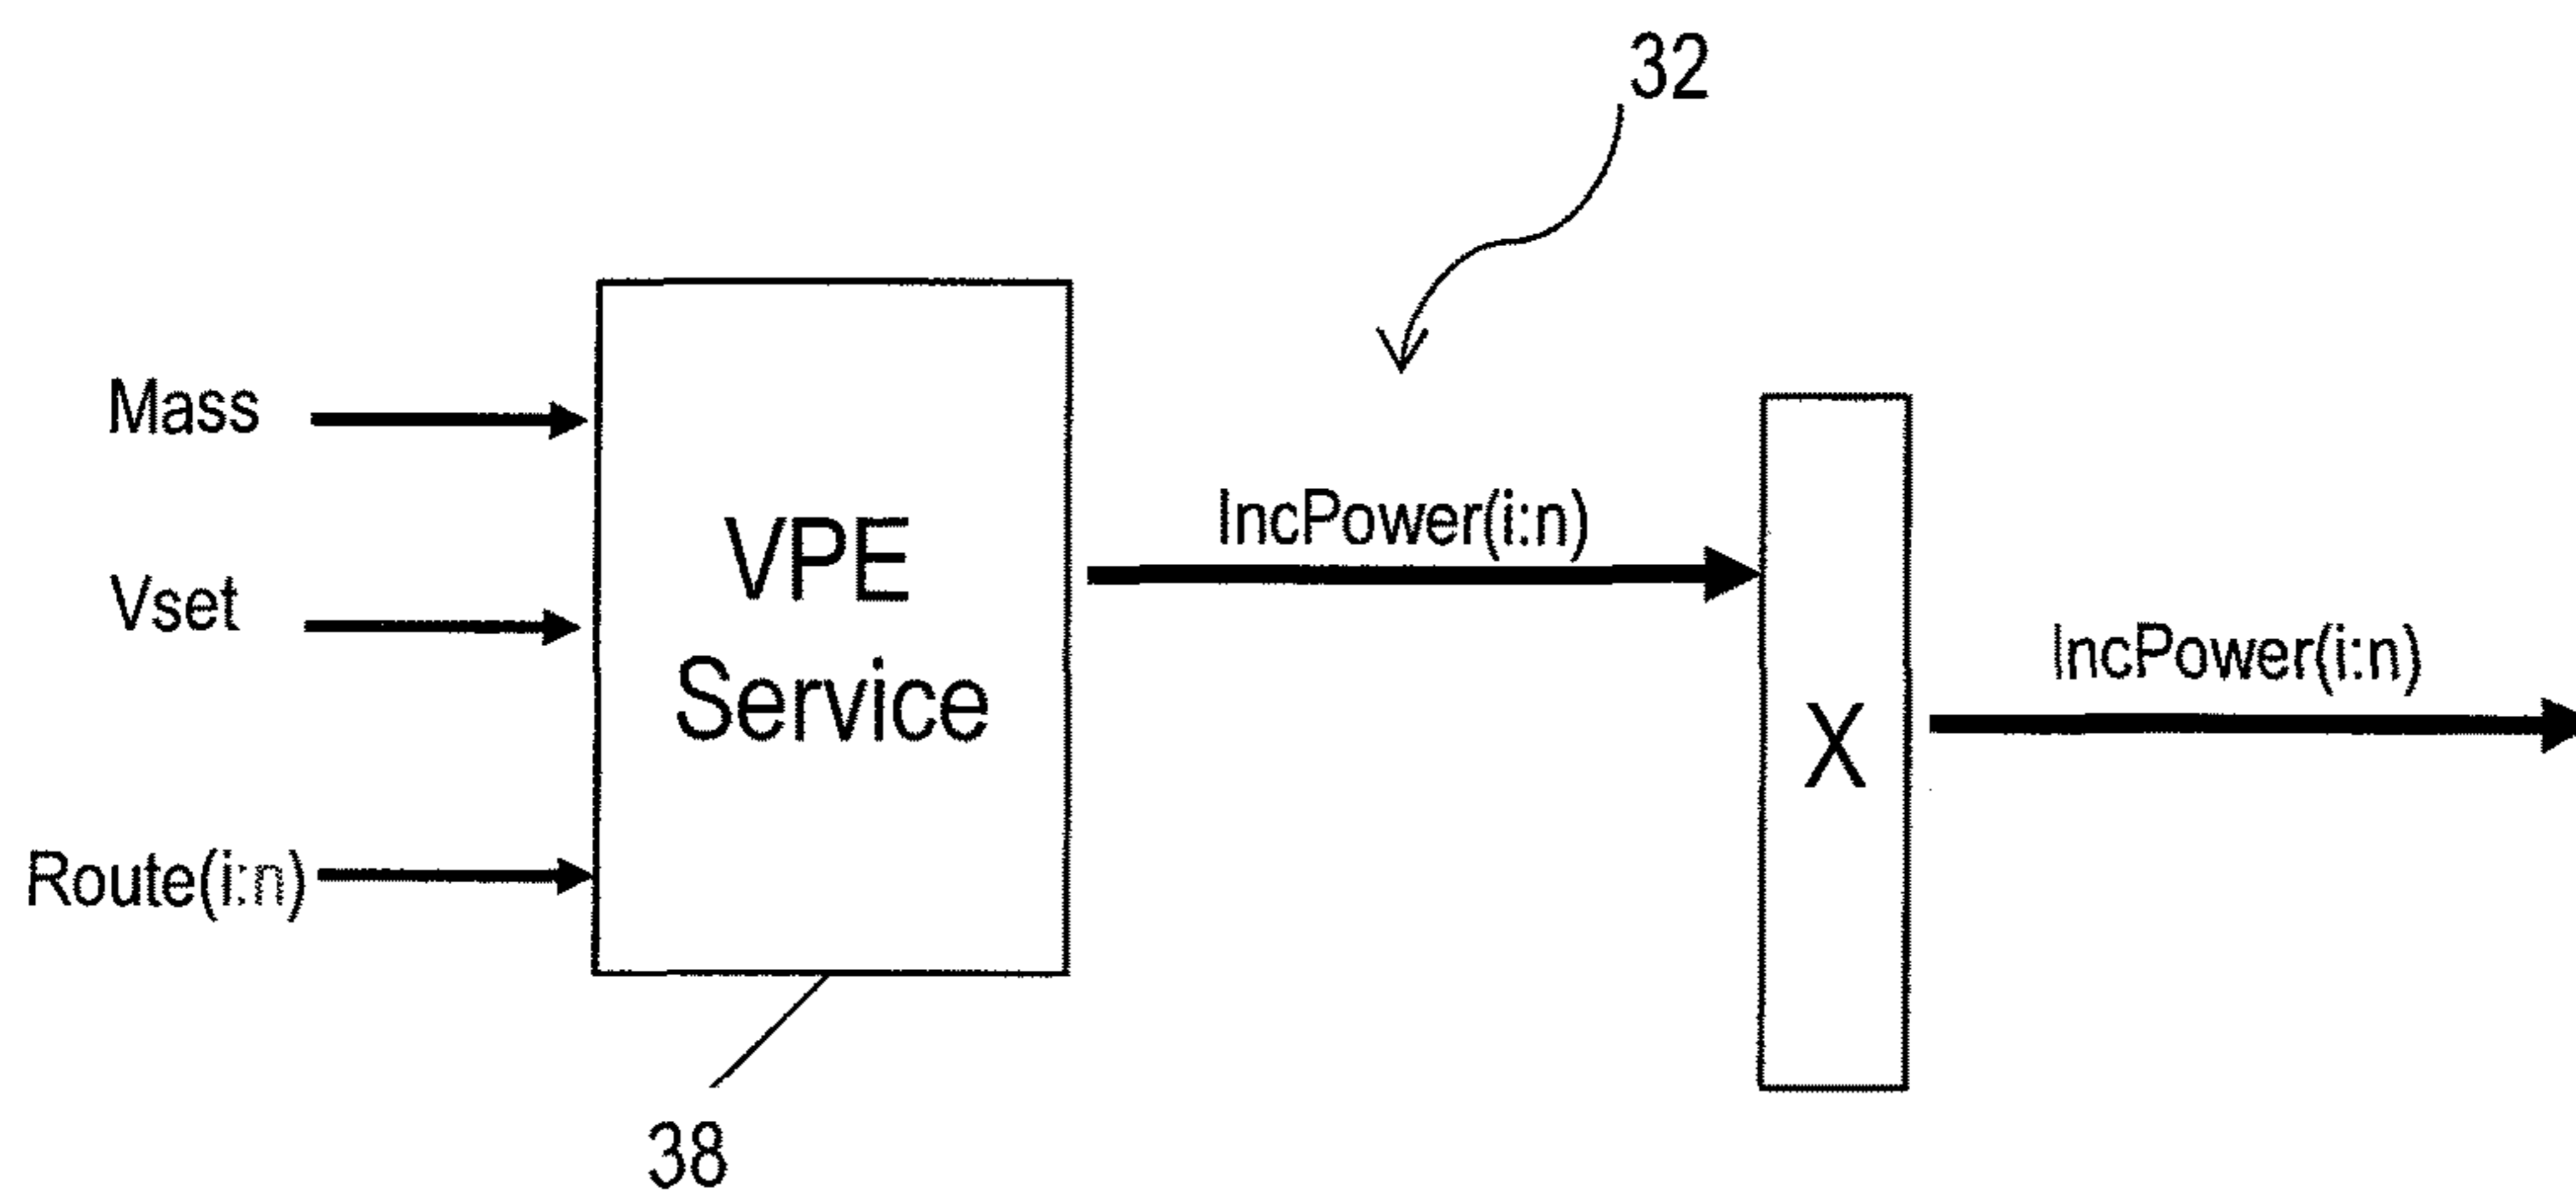 32
Mass
Vset
Route(i:n)
VPE
Service
38
IncPower(i:n)
X
IncPower(i:n)